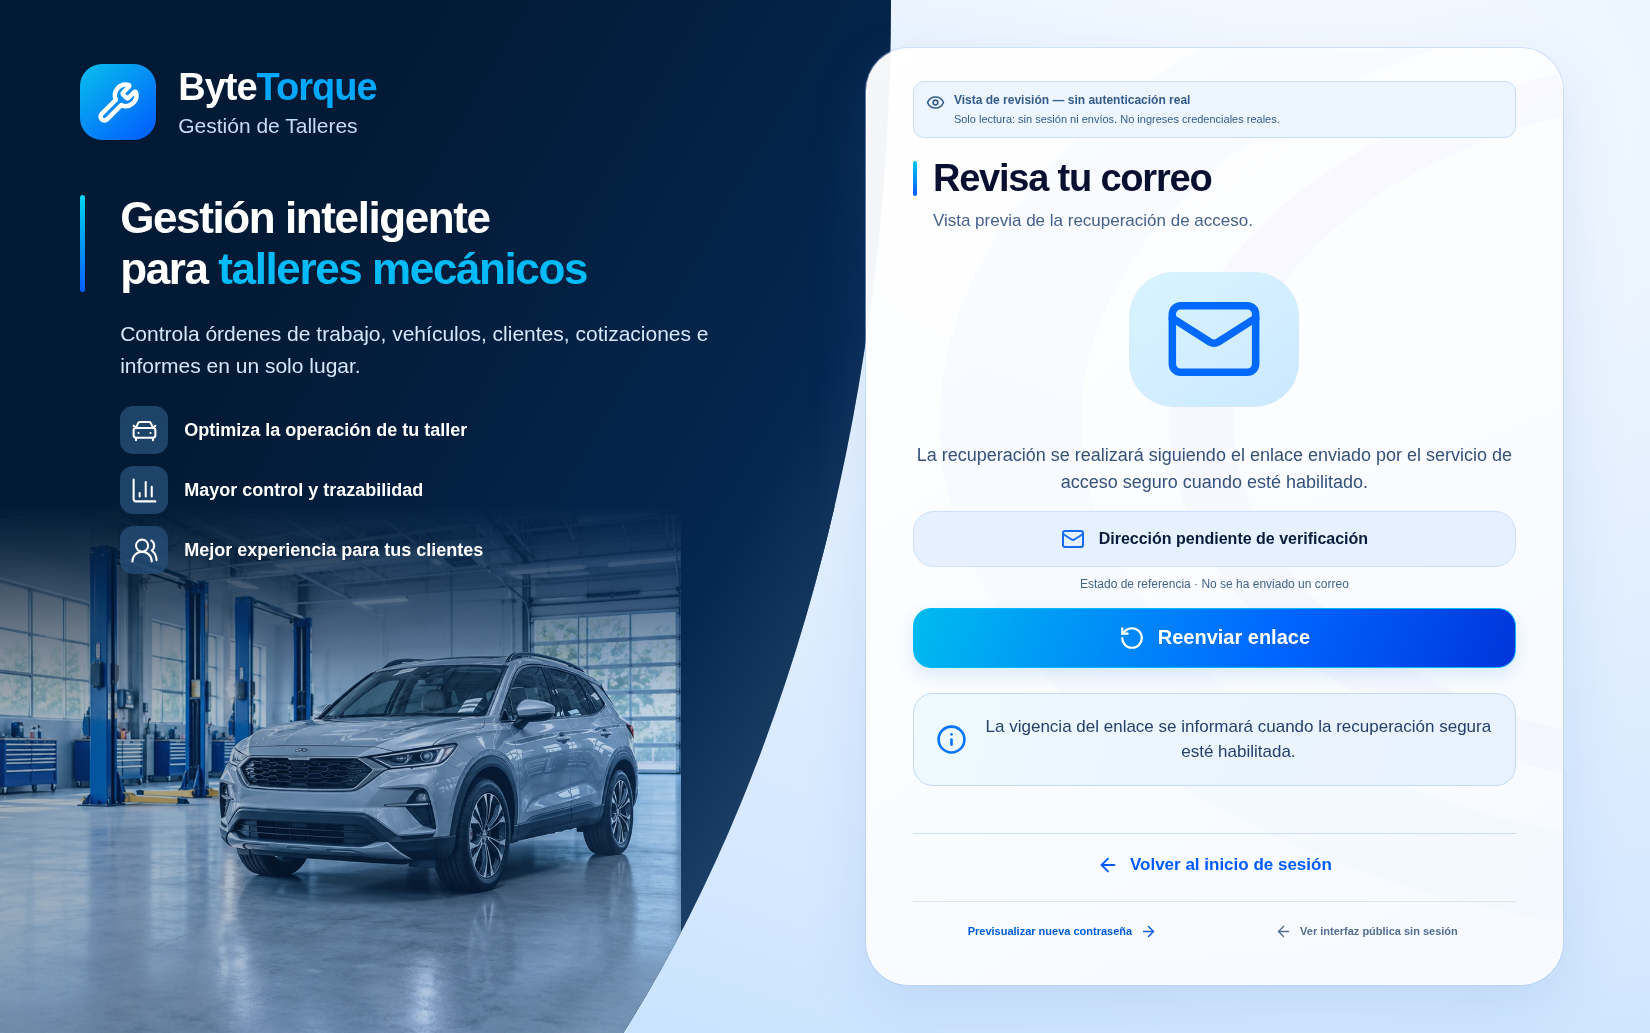 ByteTorque
Gestión de Talleres
Gestión inteligente
para talleres mecánicos
Controla órdenes de trabajo, vehículos, clientes, cotizaciones e
informes en un solo lugar.
Optimiza la operación de tu taller
Mayor control y trazabilidad
Mejor experiencia para tus clientes
Vista de revisión — sin autenticación real
Solo lectura: sin sesión ni envíos. No ingreses credenciales reales.
Revisa tu correo
Vista previa de la recuperación de acceso.
La recuperación se realizará siguiendo el enlace enviado por el servicio de
acceso seguro cuando esté habilitado.
Dirección pendiente de verificación
Estado de referencia · No se ha enviado un correo
Reenviar enlace
La vigencia del enlace se informará cuando la recuperación segura
esté habilitada.
Volver al inicio de sesión
Previsualizar nueva contraseña
Ver interfaz pública sin sesión